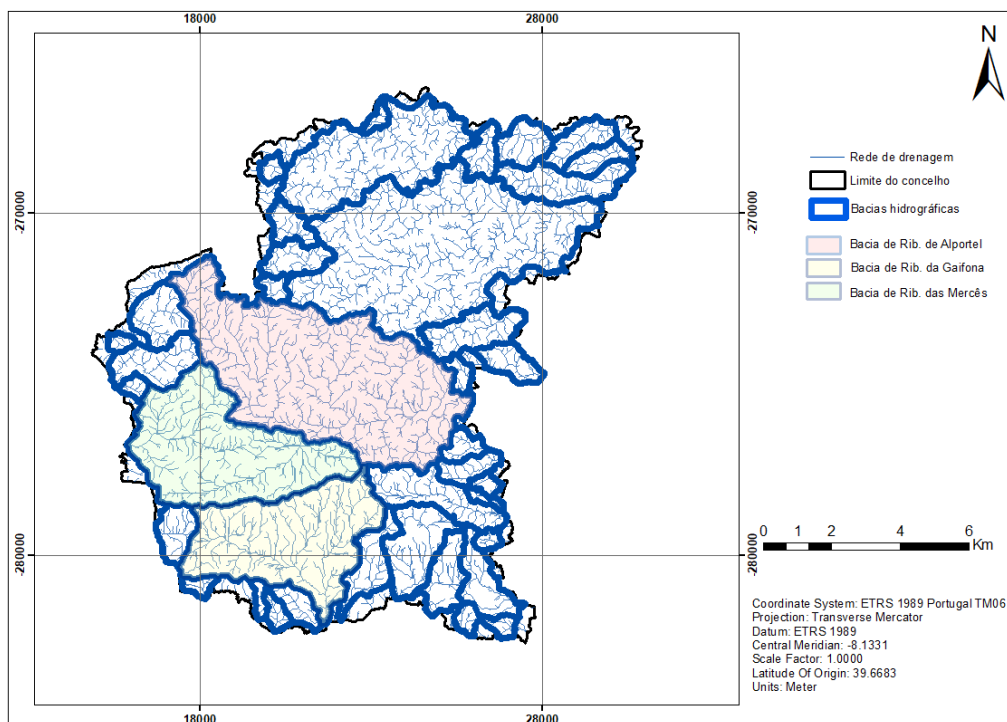 18000 28000
N
270000 270000
280000 280000
18000 28000
Rede de drenagem
Limite do concelho
Bacias hidrográficas
Bacia de Rib. de Alportel
Bacia de Rib. da Gaifona
Bacia de Rib. das Mercês
0 1 2 4 6
Km
Coordinate System: ETRS 1989 Portugal TM06
Projection: Transverse Mercator
Datum: ETRS 1989
Central Meridian: -8.1331
Scale Factor: 1.0000
Latitude Of Origin: 39.6683
Units: Meter